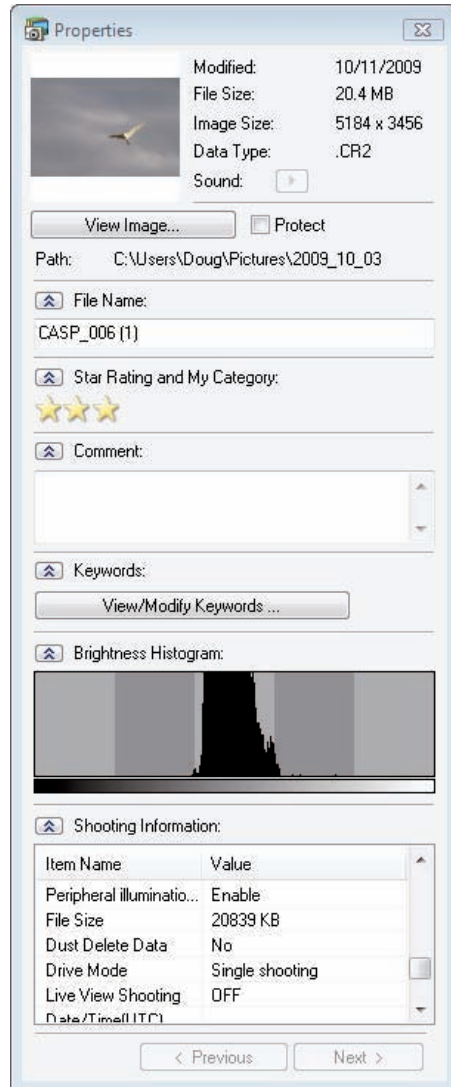 Properties
Modified: 10/11/2009
File Size: 20.4 MB
Image Size: 5184 x 3456
Data Type: .CR2
Sound:
View Image... Protect
Path: C:\Users\Doug\Pictures\2009_10_03
File Name:
CASP_006 (1)
Star Rating and My Category:
Comment:
Keywords:
View/Modify Keywords ...
Brightness Histogram:
Shooting Information:
Item Name Value
Peripheral illuminatio... Enable
File Size 20839 KB
Dust Delete Data No
Drive Mode Single shooting
Live View Shooting OFF
Date/Time(UTC)
< Previous Next >